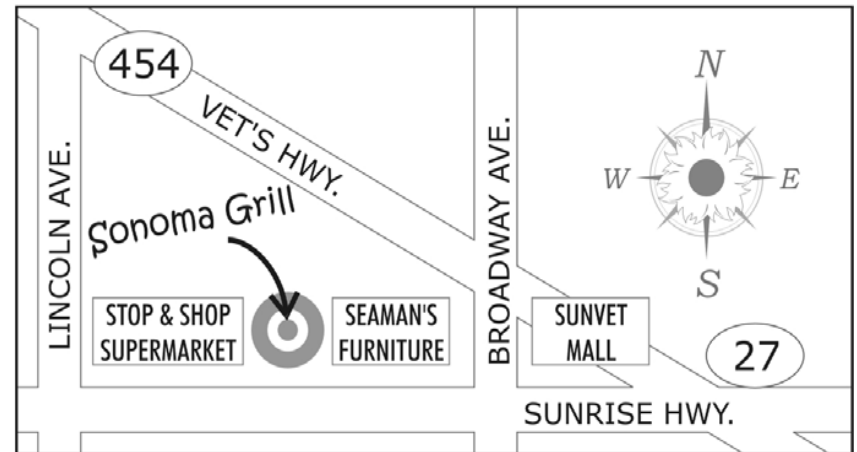 454
VET'S HWY.
N
W
E
S
LINCOLN AVE.
Sonoma Grill
BROADWAY AVE.
STOP & SHOP
SUPERMARKET
SEAMAN'S
FURNITURE
SUNVET
MALL
27
SUNRISE HWY.